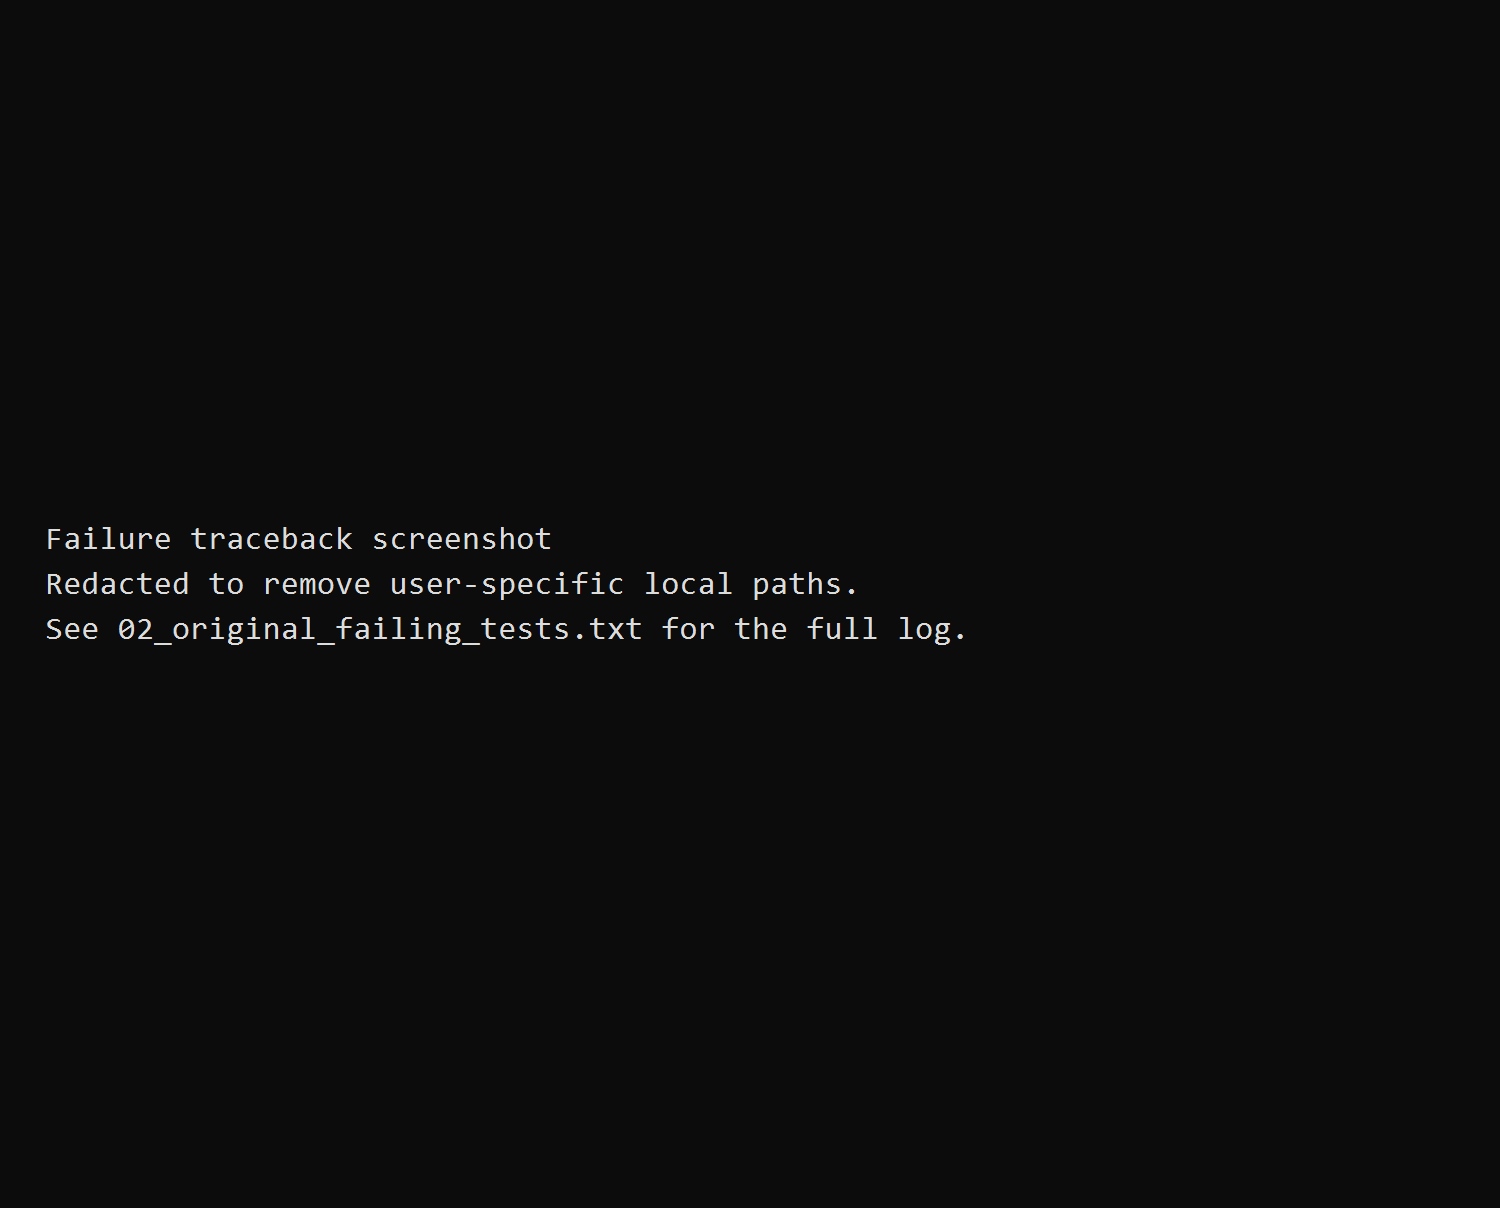 Failure traceback screenshot
Redacted to remove user-specific local paths.
See 02_original_failing_tests.txt for the full log.